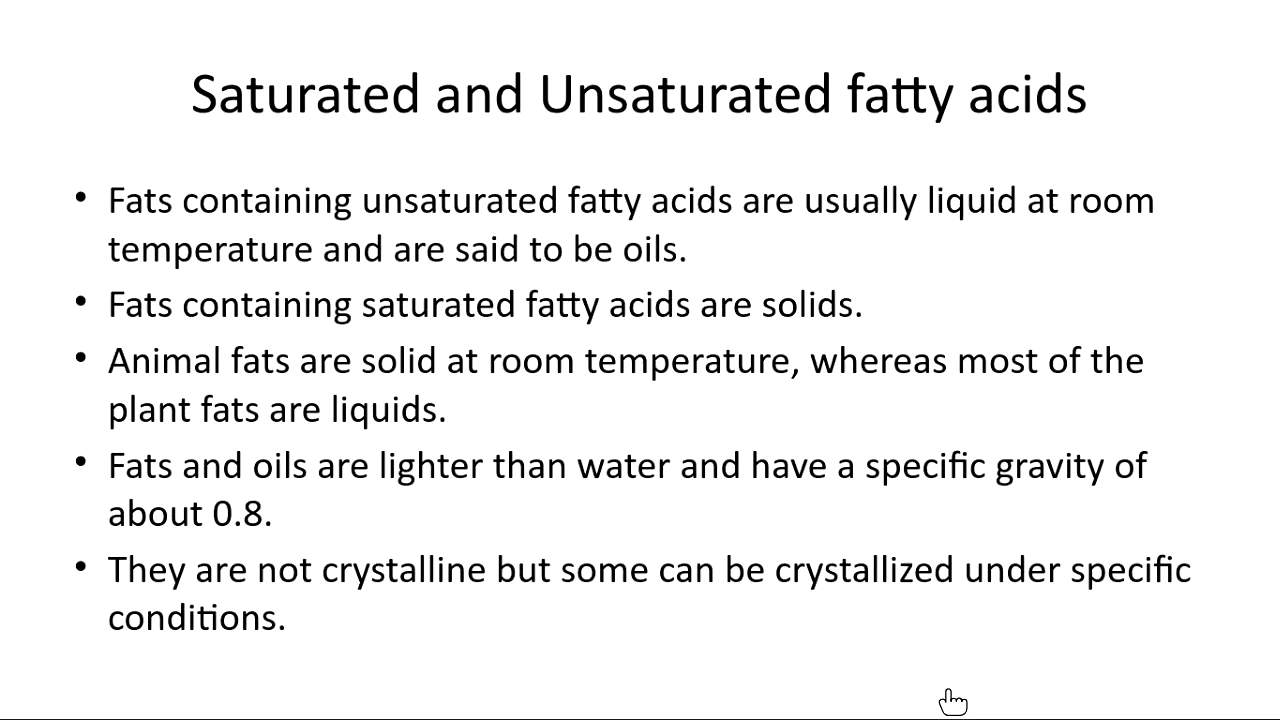 Saturated and Unsaturated fatty acids
• Fats containing unsaturated fatty acids are usually liquid at room
temperature and are said to be oils.
• Fats containing saturated fatty acids are solids.
• Animal fats are solid at room temperature, whereas most of the
plant fats are liquids.
• Fats and oils are lighter than water and have a specific gravity of
about 0.8.
• They are not crystalline but some can be crystallized under specific
conditions.